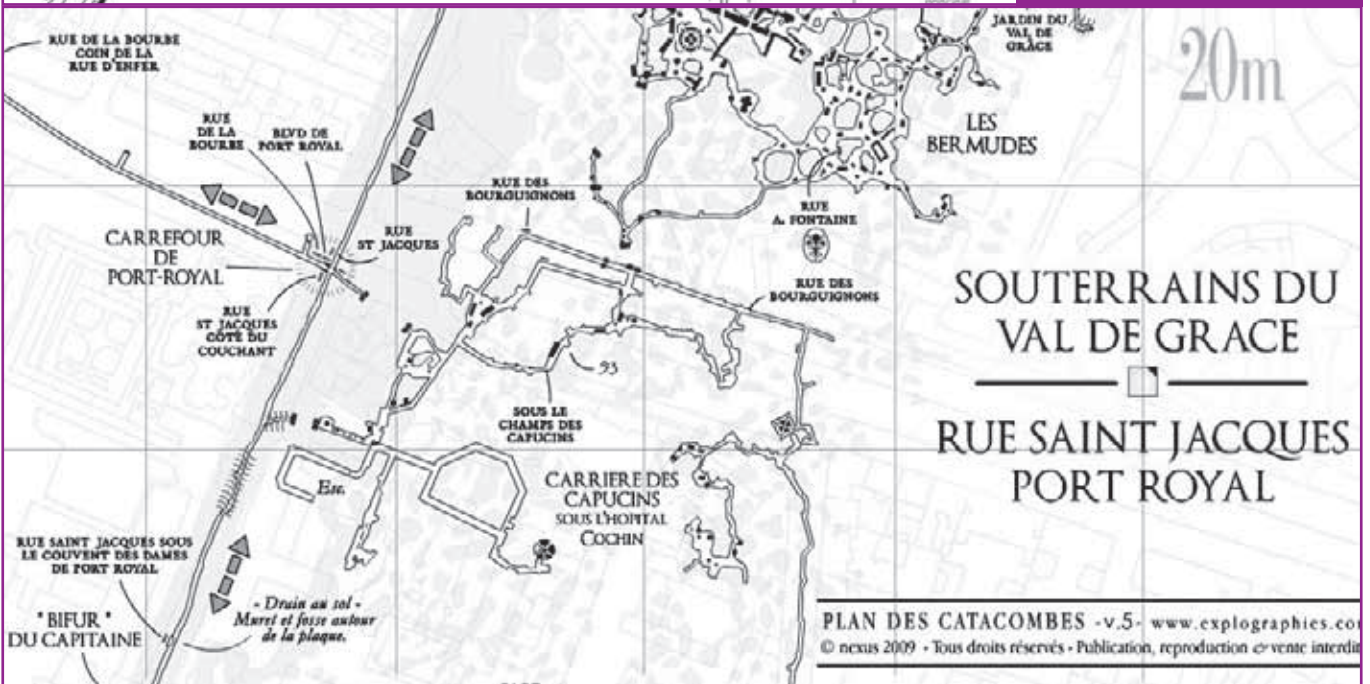 RUE DE LA BOURBE
COIN DE LA
RUE D'ENFER
JARDIN DU
VAL DE
GRÂCE
20m
RUE
DE LA
BOURBE
BLVD DE
PORT ROYAL
LES
BERMUDES
RUE DES
BOURGUIGNONS
RUE
A. FONTAINE
RUE
ST JACQUES
CARREFOUR
DE
PORT-ROYAL
RUE DES
BOURGUIGNONS
SOUTERRAINS DU
VAL DE GRACE
RUE
ST JACQUES
CÔTÉ DU
COUCHANT
93
SOUS LE
CHAMPS DES
CAPUCINS
RUE SAINT JACQUES
PORT ROYAL
CARRIERE DES
CAPUCINS
SOUS L'HOPITAL
COCHIN
Esc.
RUE SAINT JACQUES SOUS
LE COUVENT DES DAMES
DE PORT ROYAL
- Drain au sol -
Muret et fosse autour
de la plaque.
" BIFUR "
DU CAPITAINE
PLAN DES CATACOMBES -v.5- www.explographies.co
© nexus 2009 - Tous droits réservés - Publication, reproduction & vente interdi